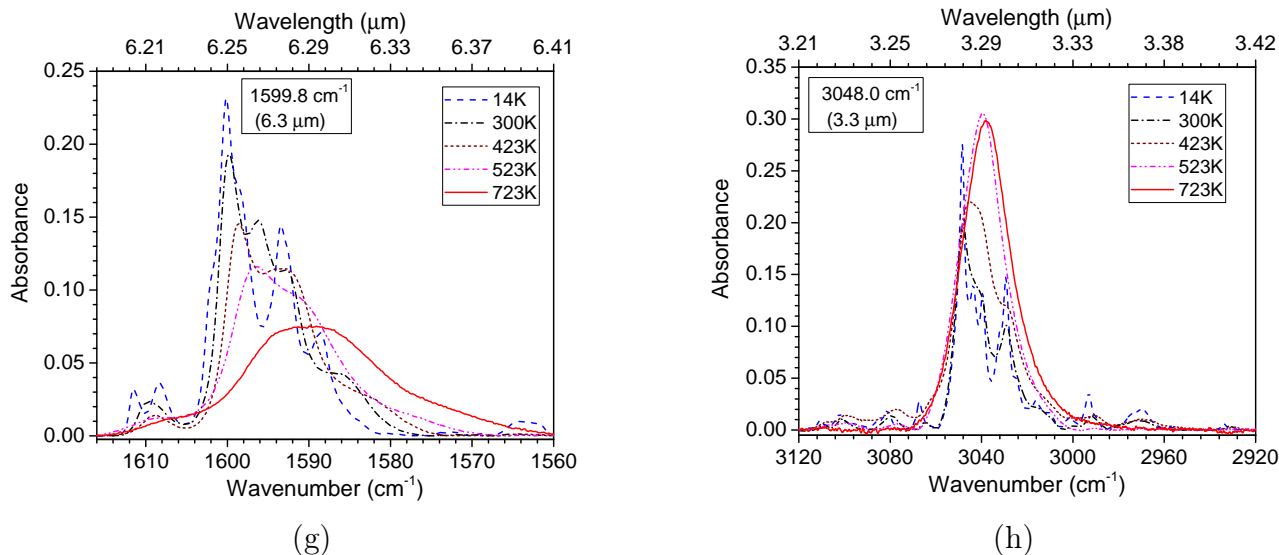 Wavelength (μm)
6.21 6.25 6.29 6.33 6.37 6.41
0.25
0.20
0.15
0.10
0.05
0.00
Absorbance
1599.8 cm-1
(6.3 μm)
14K
300K
423K
523K
723K
1610 1600 1590 1580 1570 1560
Wavenumber (cm-1)
(g)
Wavelength (μm)
3.21 3.25 3.29 3.33 3.38 3.42
0.35
0.30
0.25
0.20
0.15
0.10
0.05
0.00
Absorbance
3048.0 cm-1
(3.3 μm)
14K
300K
423K
523K
723K
3120 3080 3040 3000 2960 2920
Wavenumber (cm-1)
(h)